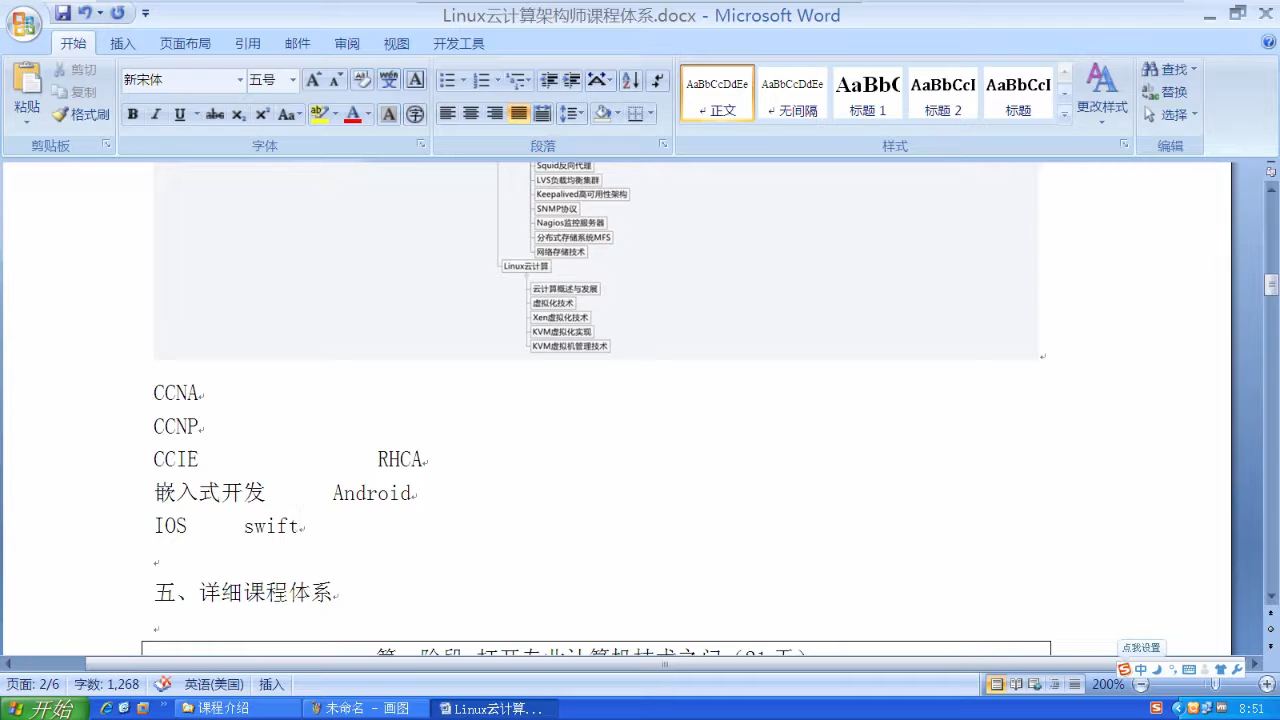 Linux云计算架构师课程体系.docx - Microsoft Word
开始 插入 页面布局 引用 邮件 审阅 视图 开发工具
粘贴 剪切 复制 格式刷
新宋体 五号
AaBbCcDdEe AaBbCcDdEe AaBbC AaBbCcI AaBbCcI
正文 无间隔 标题 1 标题 2 标题 更改样式
查找 替换 选择
剪贴板 字体 段落 样式 编辑
Squid反向代理
LVS负载均衡集群
Keepalived高可用性架构
SNMP协议
Nagios监控服务器
分布式存储系统MFS
网络存储技术
Linux云计算
云计算概述与发展
虚拟化技术
Xen虚拟化技术
KVM虚拟化实现
KVM虚拟机管理技术
CCNA
CCNP
CCIE RHCA
嵌入式开发 Android
IOS swift
五、详细课程体系
点我设置
页面: 2/6 字数: 1,268 英语(美国) 插入 200%
开始 课程介绍 未命名 - 画图 Linux云计算... 8:51